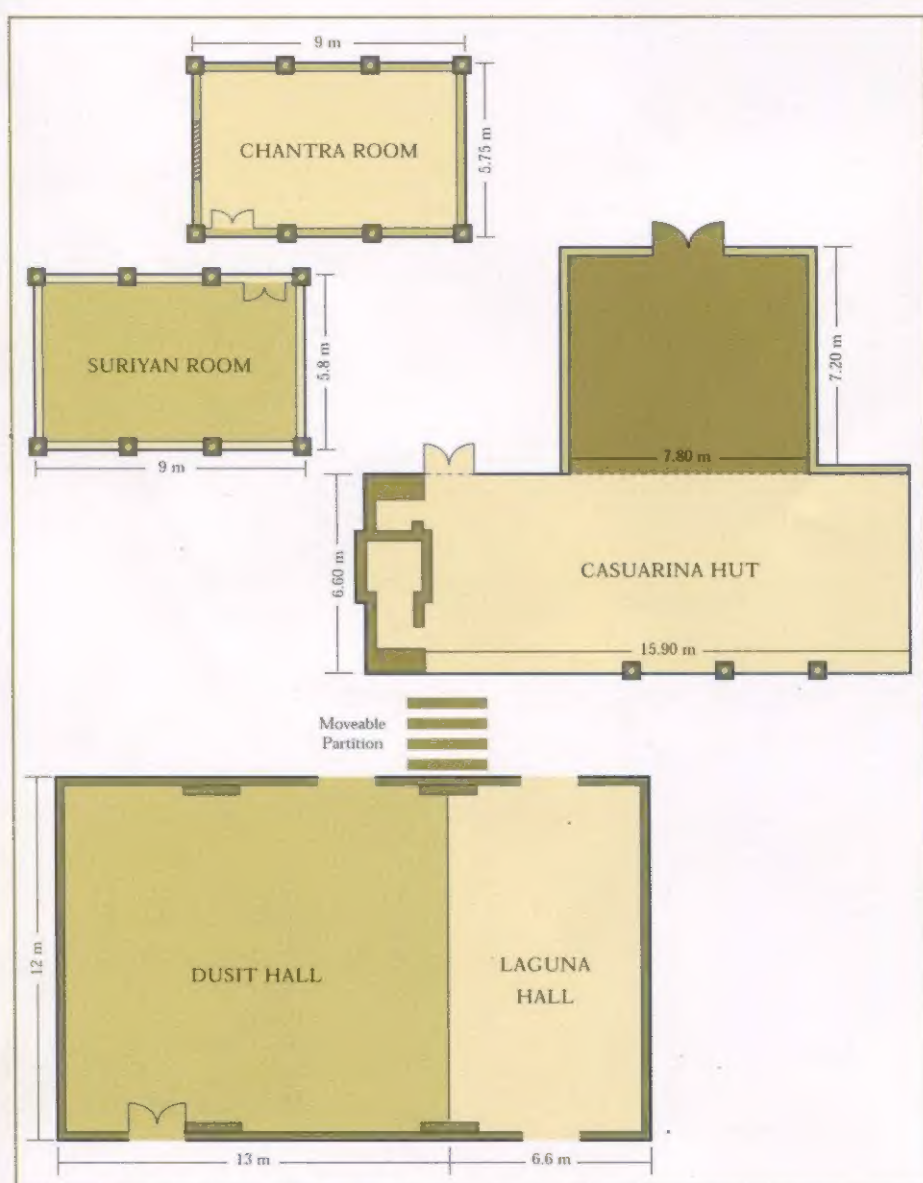 9 m
CHANTRA ROOM
5.75 m
SURIYAN ROOM
5.8 m
9 m
7.20 m
7.80 m
6.60 m
CASUARINA HUT
15.90 m
Moveable
Partition
12 m
DUSIT HALL
LAGUNA
HALL
13 m
6.6 m